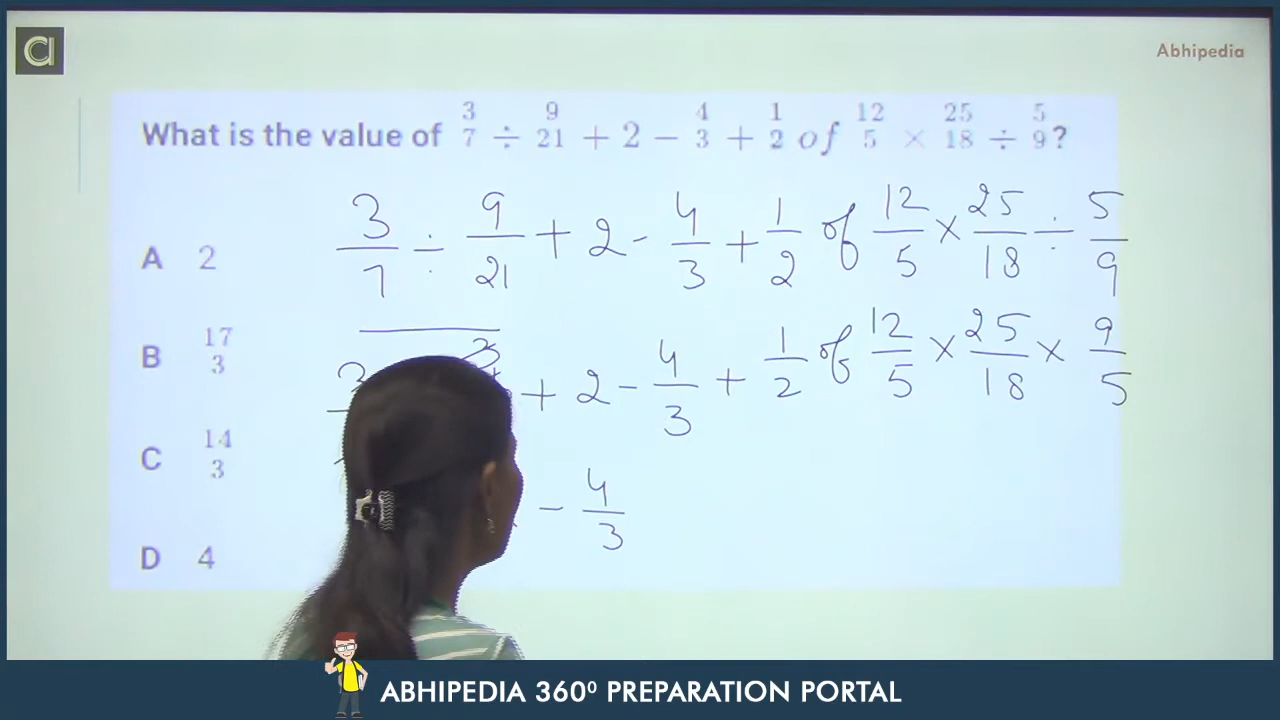 Abhipedia
What is the value of 3/7 ÷ 9/21 + 2 − 4/3 + 1/2 of 12/5 × 25/18 ÷ 5/9?
3/7 ÷ 9/21 + 2 - 4/3 + 1/2 of 12/5 × 25/18 ÷ 5/9
A 2
+ 2 - 4/3 + 1/2 of 12/5 × 25/18 × 9/5
B 17/3
C 14/3
- 4/3
D 4
ABHIPEDIA 360⁰ PREPARATION PORTAL